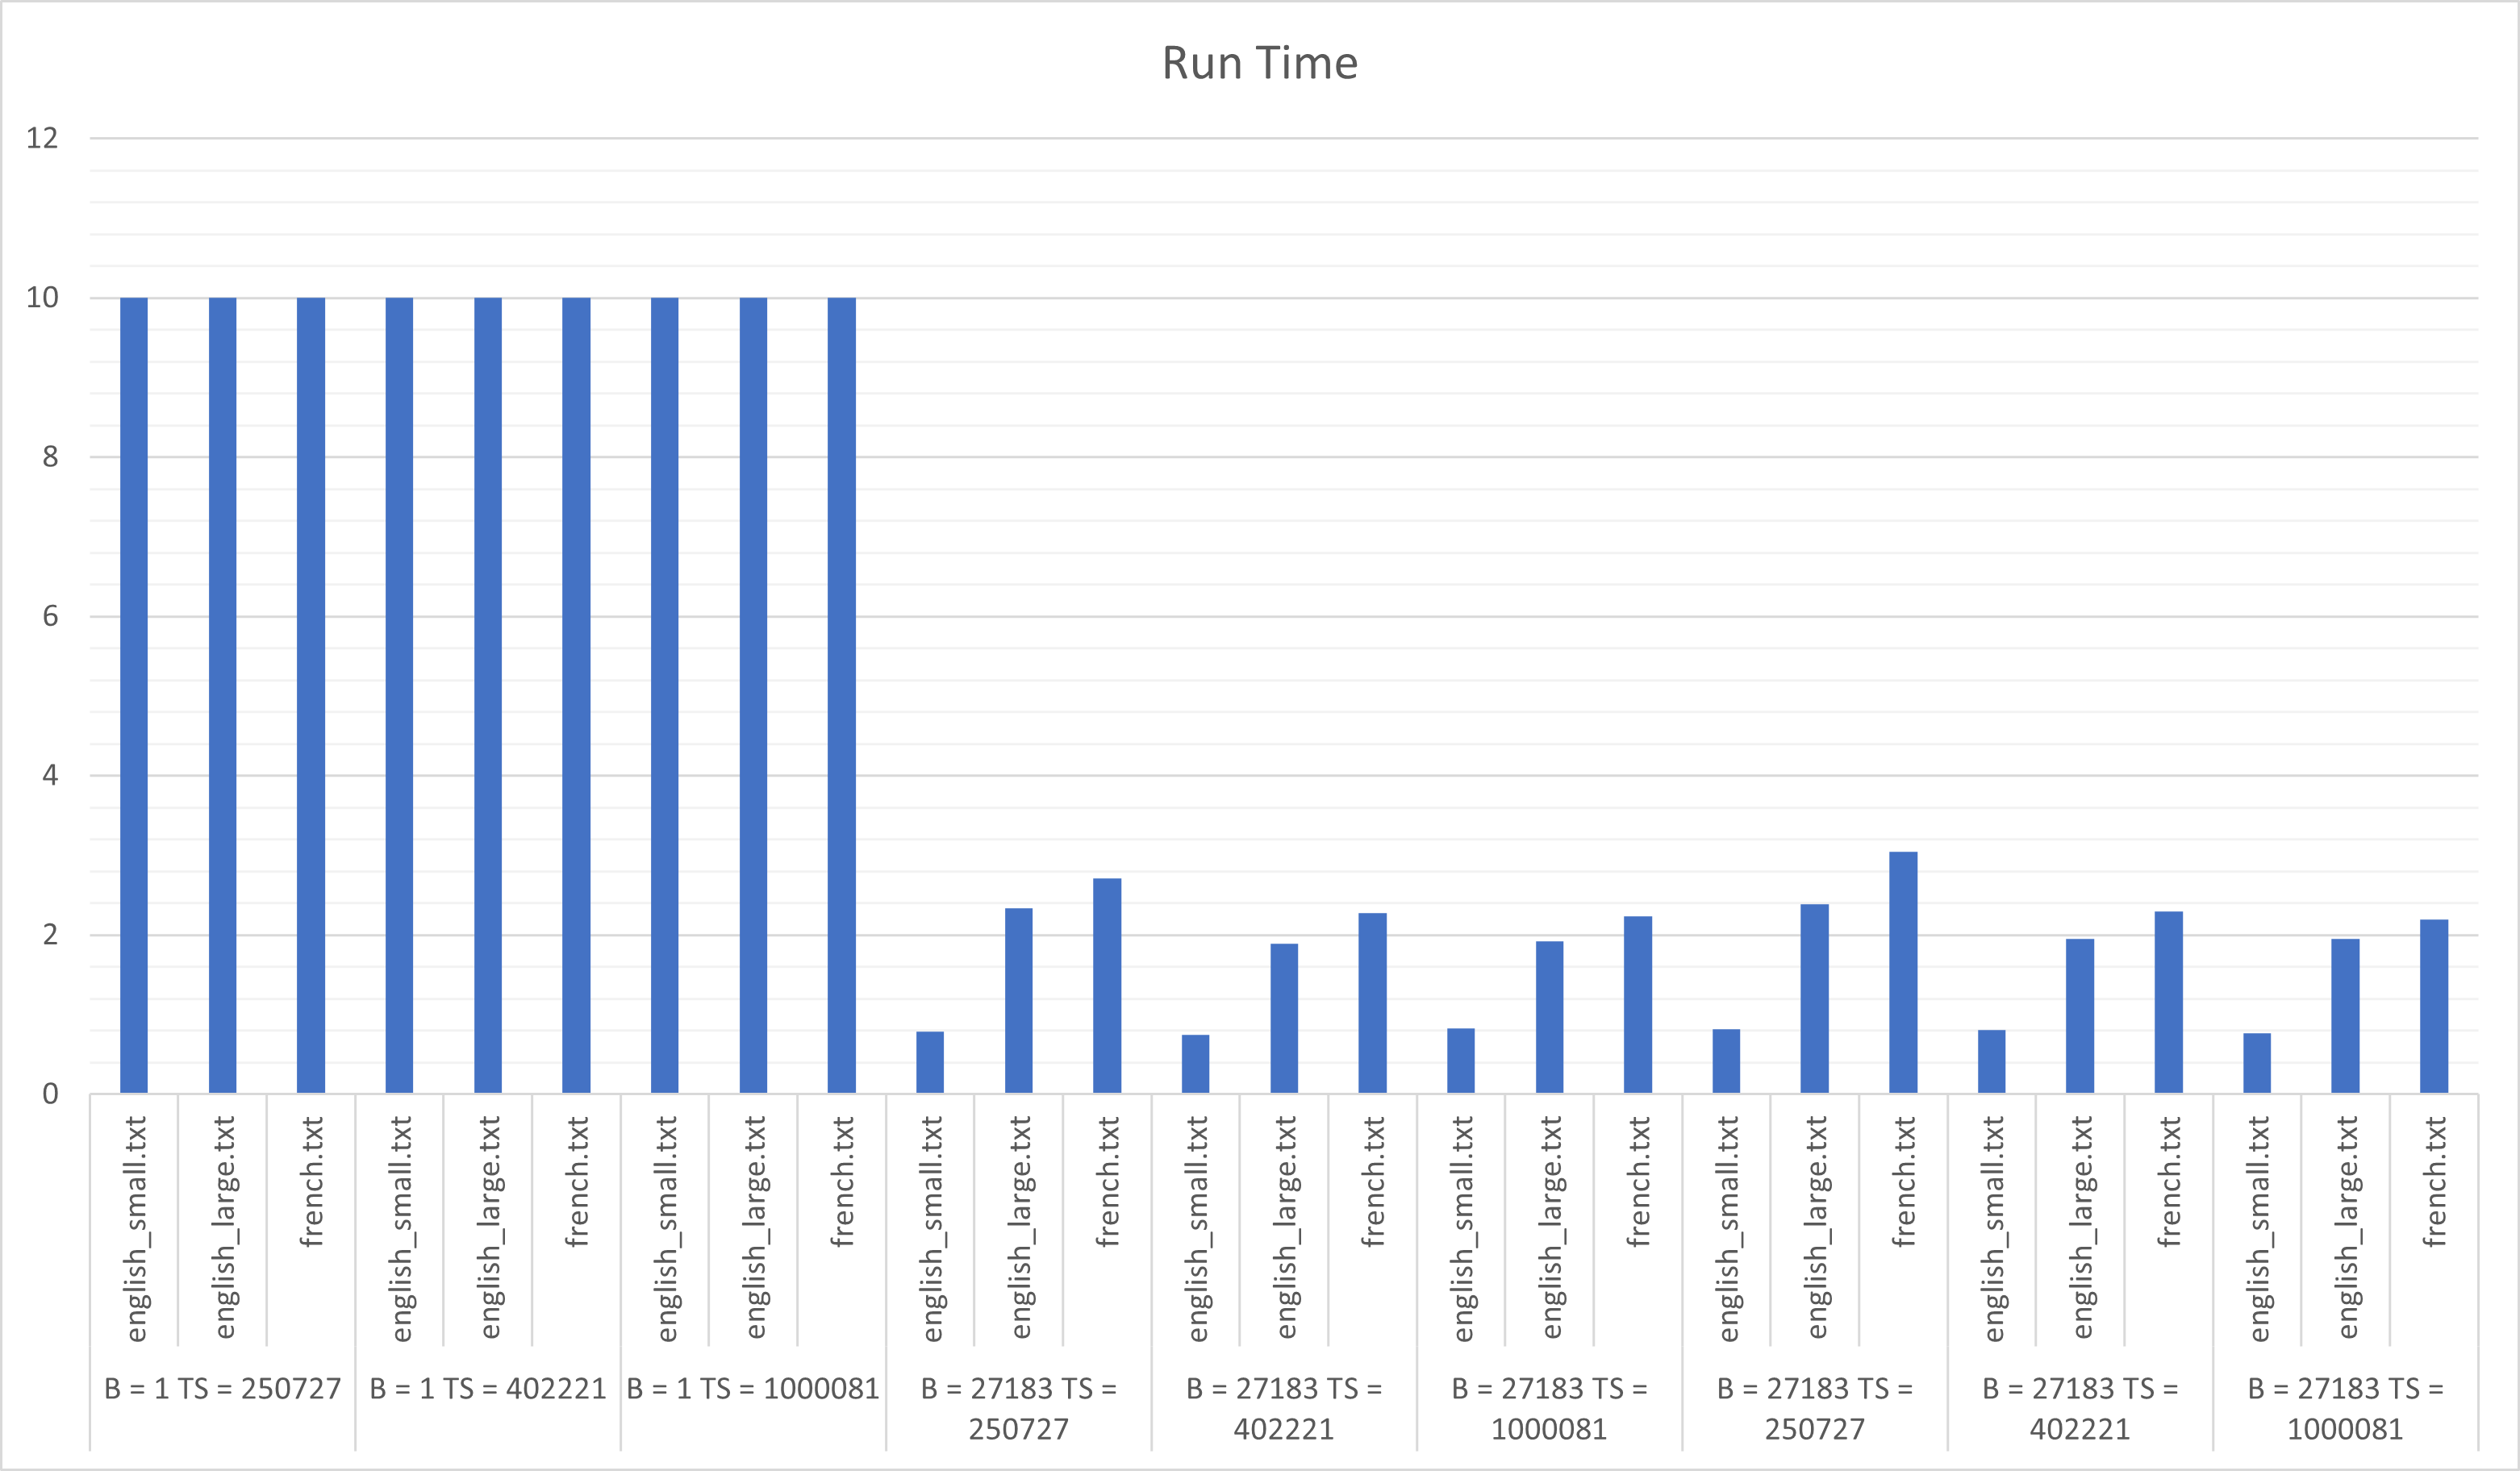 Run Time
12
10
8
6
4
2
0
english_small.txt
english_large.txt
french.txt
english_small.txt
english_large.txt
french.txt
english_small.txt
english_large.txt
french.txt
english_small.txt
english_large.txt
french.txt
english_small.txt
english_large.txt
french.txt
english_small.txt
english_large.txt
french.txt
english_small.txt
english_large.txt
french.txt
english_small.txt
english_large.txt
french.txt
english_small.txt
english_large.txt
french.txt
B = 1 TS = 250727
B = 1 TS = 402221
B = 1 TS = 1000081
B = 27183 TS =
250727
B = 27183 TS =
402221
B = 27183 TS =
1000081
B = 27183 TS =
250727
B = 27183 TS =
402221
B = 27183 TS =
1000081